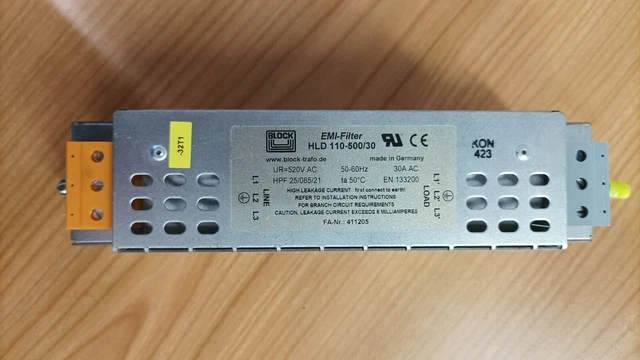 -32T1
BLOCK
EMI-Filter
HLD 110-500/30
www.block-trafo.de
made in Germany
UR=520V AC 50-60Hz 30A AC
HPF 25/085/21 ta 50°C EN 133200
HIGH LEAKAGE CURRENT first connect to earth!
REFER TO INSTALLATION INSTRUCTIONS
FOR BRANCH CIRCUIT REQUIREMENTS
CAUTION, LEAKAGE CURRENT EXCEEDS 5 MILLIAMPERES
FA-Nr.: 411205
L1
L2
L3
LINE
L1'
L2'
L3'
LOAD
KON
423